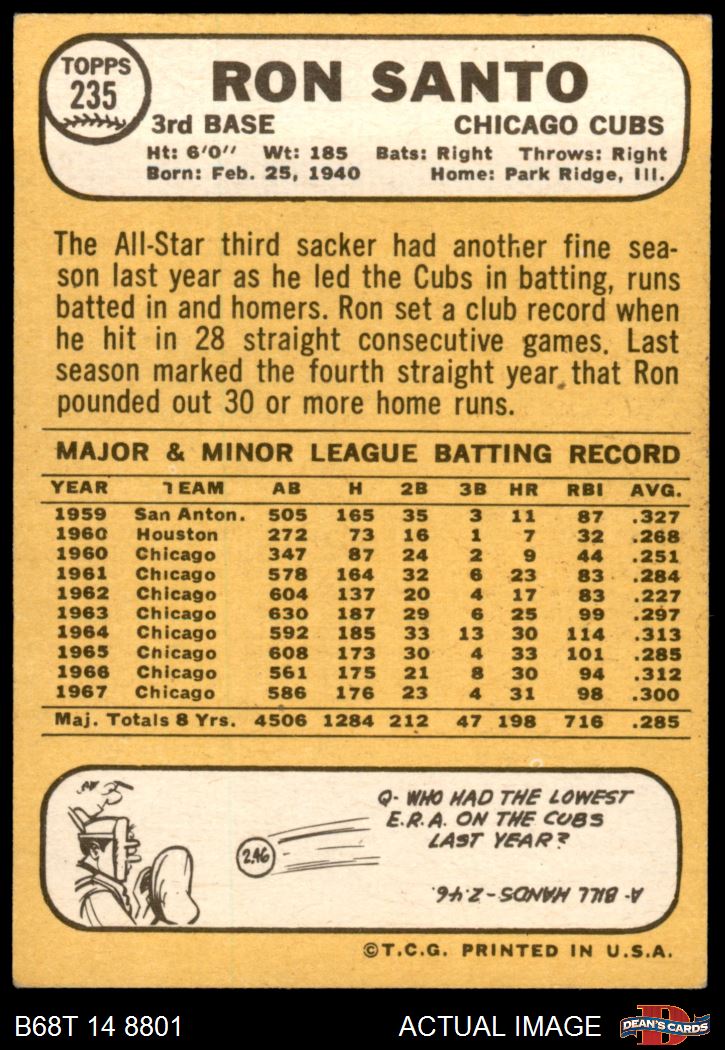 TOPPS
235
RON SANTO
3rd BASE CHICAGO CUBS
Ht: 6'0'' Wt: 185 Bats: Right Throws: Right
Born: Feb. 25, 1940 Home: Park Ridge, Ill.
The All-Star third sacker had another fine sea-
son last year as he led the Cubs in batting, runs
batted in and homers. Ron set a club record when
he hit in 28 straight consecutive games. Last
season marked the fourth straight year that Ron
pounded out 30 or more home runs.
MAJOR & MINOR LEAGUE BATTING RECORD
YEAR TEAM AB H 2B 3B HR RBI AVG.
1959 San Anton. 505 165 35 3 11 87 .327
1960 Houston 272 73 16 1 7 32 .268
1960 Chicago 347 87 24 2 9 44 .251
1961 Chicago 578 164 32 6 23 83 .284
1962 Chicago 604 137 20 4 17 83 .227
1963 Chicago 630 187 29 6 25 99 .297
1964 Chicago 592 185 33 13 30 114 .313
1965 Chicago 608 173 30 4 33 101 .285
1966 Chicago 561 175 21 8 30 94 .312
1967 Chicago 586 176 23 4 31 98 .300
Maj. Totals 8 Yrs. 4506 1284 212 47 198 716 .285
Q- WHO HAD THE LOWEST
E.R.A. ON THE CUBS
LAST YEAR?
2.46
A- BILL HANDS-2.46.
©T.C.G. PRINTED IN U.S.A.
B68T 14 8801 ACTUAL IMAGE
DEAN'S CARDS